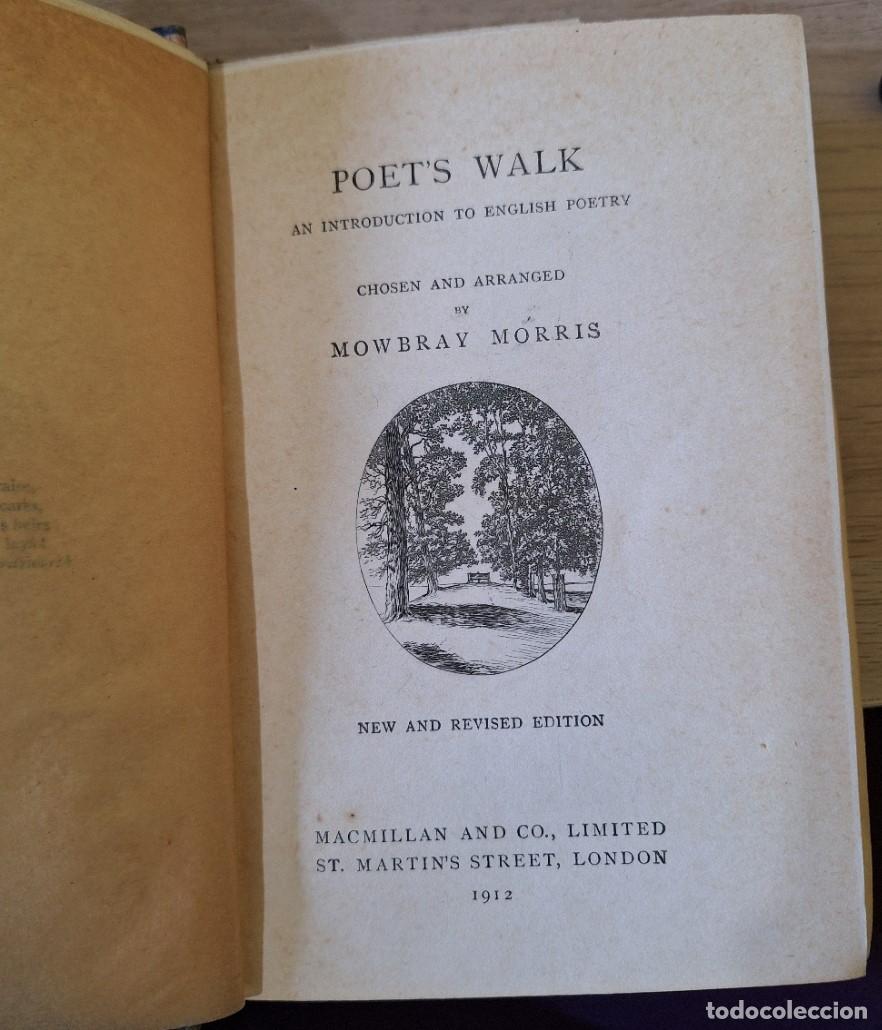 POET'S WALK
AN INTRODUCTION TO ENGLISH POETRY
CHOSEN AND ARRANGED
BY
MOWBRAY MORRIS
NEW AND REVISED EDITION
MACMILLAN AND CO., LIMITED
ST. MARTIN'S STREET, LONDON
1912
todocoleccion